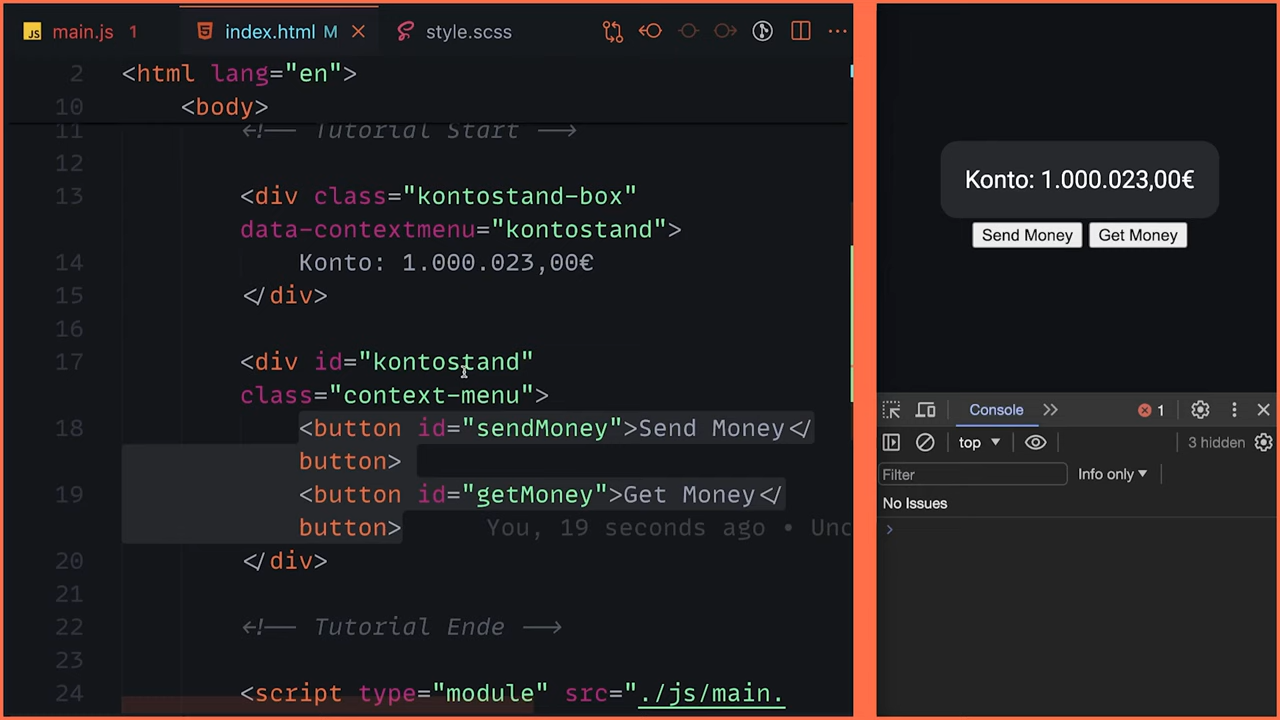 main.js 1 index.html M style.scss
2 <html lang="en">
10 <body>
11 <!-- Tutorial Start -->
12
13 <div class="kontostand-box"
data-contextmenu="kontostand">
14 Konto: 1.000.023,00€
15 </div>
16
17 <div id="kontostand"
class="context-menu">
18 <button id="sendMoney">Send Money</
button>
19 <button id="getMoney">Get Money</
button> You, 19 seconds ago • Unc
20 </div>
21
22 <!-- Tutorial Ende -->
23
24 <script type="module" src="./js/main.
Konto: 1.000.023,00€
Send Money Get Money
Console 1
top 3 hidden
Filter Info only
No Issues